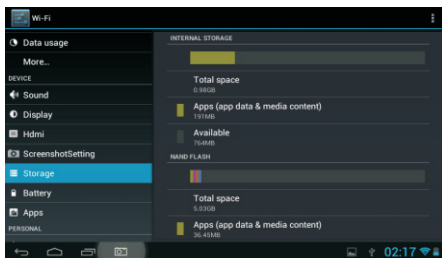 Wi-Fi
Data usage
More...
DEVICE
Sound
Display
Hdmi
ScreenshotSetting
Storage
Battery
Apps
PERSONAL
INTERNAL STORAGE
Total space
0.98GB
Apps (app data & media content)
191MB
Available
764MB
NAND FLASH
Total space
5.03GB
Apps (app data & media content)
36.45MB
02:17